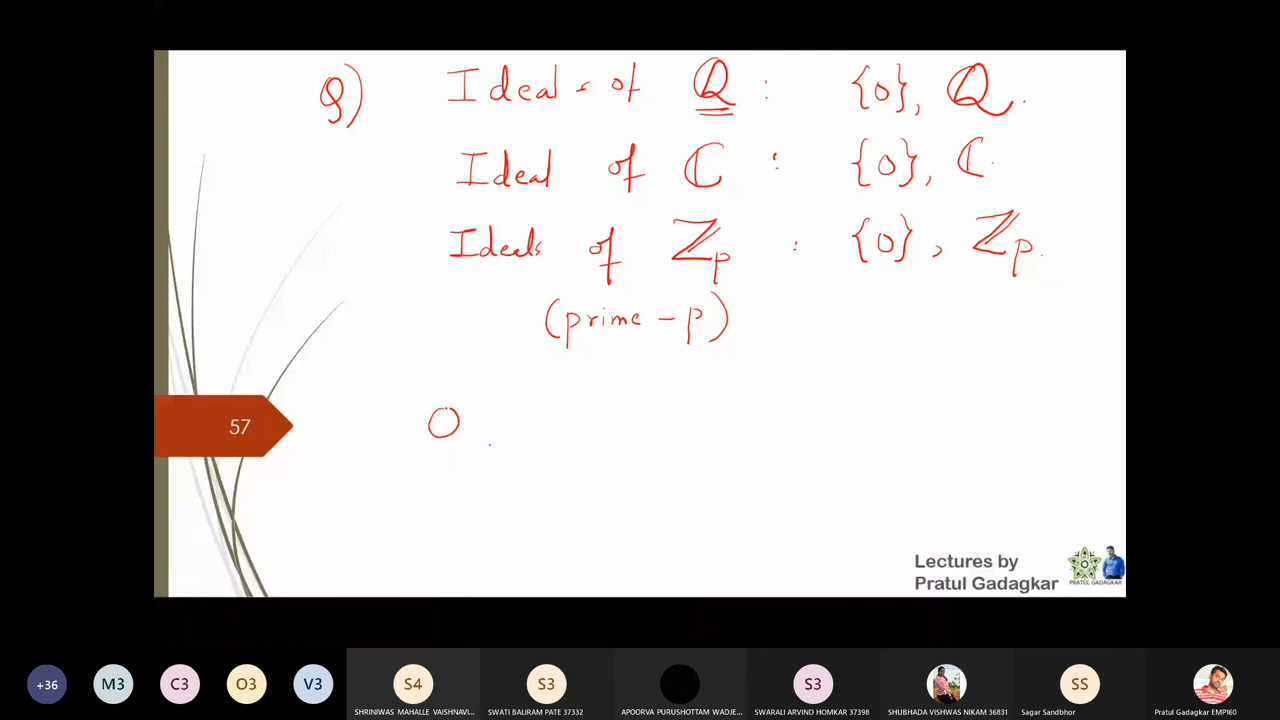 Q) Ideals of ℚ : {0}, ℚ.
Ideal of ℂ : {0}, ℂ.
Ideals of ℤp : {0}, ℤp.
(prime - p)
57
O
Lectures by
Pratul Gadagkar
PRATUL GADAGKAR
+36
M3
C3
O3
V3
S4
S3
S3
SS
SHRINIWAS MAHALLE VAISHNAVI...
SWATI BALIRAM PATE 37332
APOORVA PURUSHOTTAM WADJE...
SWARALI ARVIND HOMKAR 37398
SHUBHADA VISHWAS NIKAM 36831
Sagar Sandbhor
Pratul Gadagkar EMP160